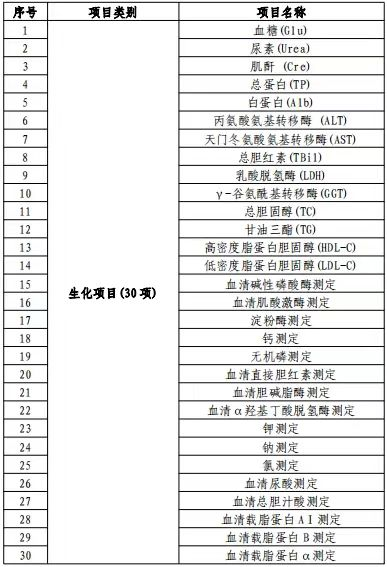 序号 项目类别 项目名称
1 血糖(Glu)
2 尿素(Urea)
3 肌酐 (Cre)
4 总蛋白(TP)
5 白蛋白(Alb)
6 丙氨酸氨基转移酶 (ALT)
7 天门冬氨酸氨基转移酶(AST)
8 总胆红素(TBil)
9 乳酸脱氢酶(LDH)
10 γ-谷氨酰基转移酶(GGT)
11 总胆固醇(TC)
12 甘油三酯(TG)
13 高密度脂蛋白胆固醇(HDL-C)
14 低密度脂蛋白胆固醇(LDL-C)
15 生化项目(30 项) 血清碱性磷酸酶测定
16 血清肌酸激酶测定
17 淀粉酶测定
18 钙测定
19 无机磷测定
20 血清直接胆红素测定
21 血清胆碱脂酶测定
22 血清α羟基丁酸脱氢酶测定
23 钾测定
24 钠测定
25 氯测定
26 血清尿酸测定
27 血清总胆汁酸测定
28 血清载脂蛋白 A I 测定
29 血清载脂蛋白 B 测定
30 血清载脂蛋白α测定